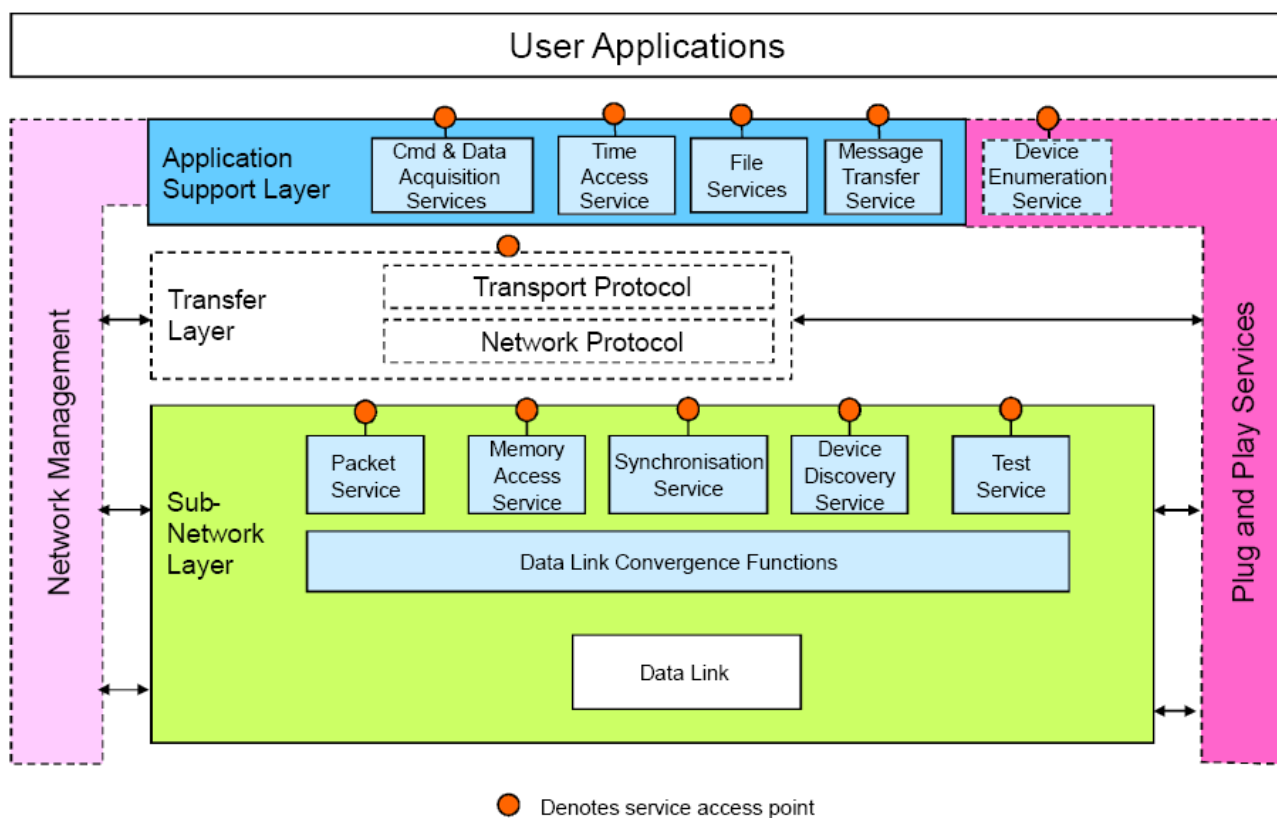 User Applications
Application
Support Layer
Cmd & Data
Acquisition
Services
Time
Access
Service
File
Services
Message
Transfer
Service
Device
Enumeration
Service
Network Management
Transfer
Layer
Transport Protocol
Network Protocol
Plug and Play Services
Sub-
Network
Layer
Packet
Service
Memory
Access
Service
Synchronisation
Service
Device
Discovery
Service
Test
Service
Data Link Convergence Functions
Data Link
Denotes service access point